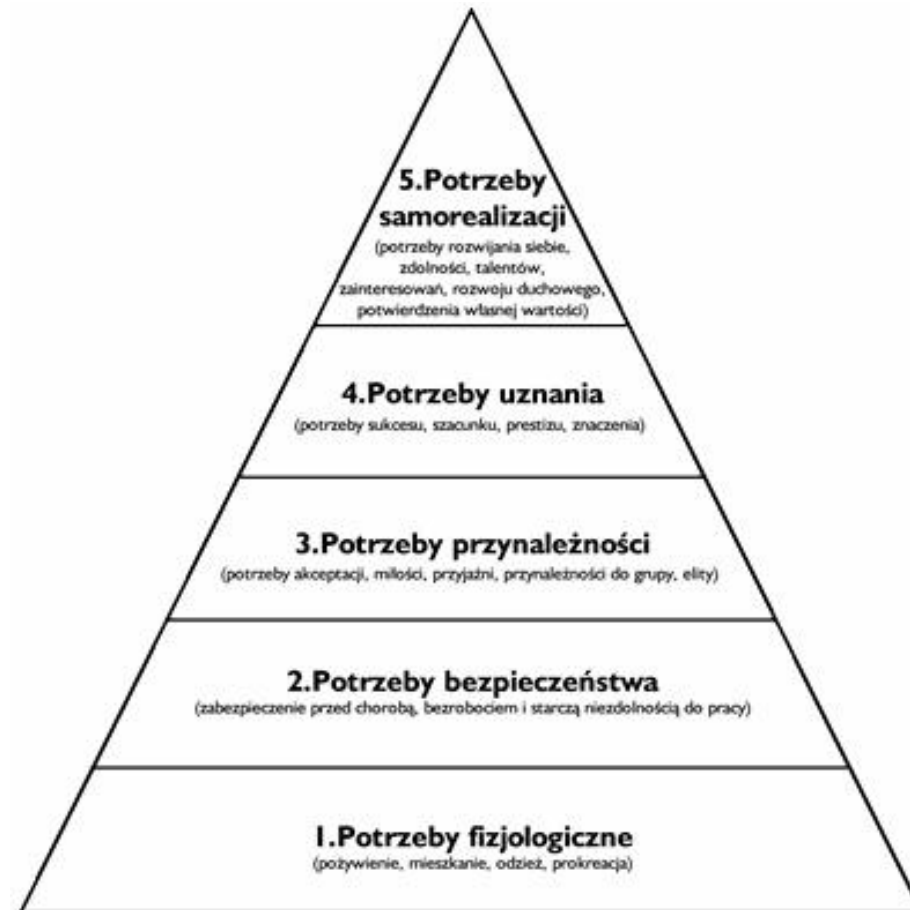 5.Potrzeby
samorealizacji
(potrzeby rozwijania siebie,
zdolności, talentów,
zainteresowań, rozwoju duchowego,
potwierdzenia własnej wartości)
4.Potrzeby uznania
(potrzeby sukcesu, szacunku, prestizu, znaczenia)
3.Potrzeby przynależności
(potrzeby akceptacji, miłości, przyjaźni, przynależności do grupy, elity)
2.Potrzeby bezpieczeństwa
(zabezpieczenie przed chorobą, bezrobociem i starczą niezdolnością do pracy)
1.Potrzeby fizjologiczne
(pożywienie, mieszkanie, odzież, prokreacja)